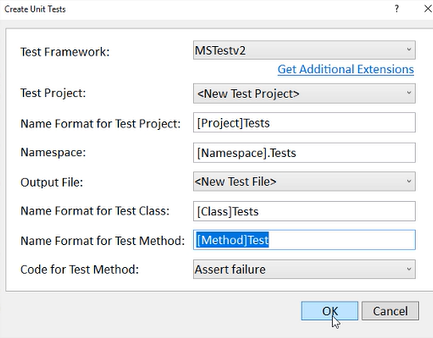 Create Unit Tests
?
Test Framework: MSTestv2
Get Additional Extensions
Test Project: <New Test Project>
Name Format for Test Project: [Project]Tests
Namespace: [Namespace].Tests
Output File: <New Test File>
Name Format for Test Class: [Class]Tests
Name Format for Test Method: [Method]Test
Code for Test Method: Assert failure
OK Cancel